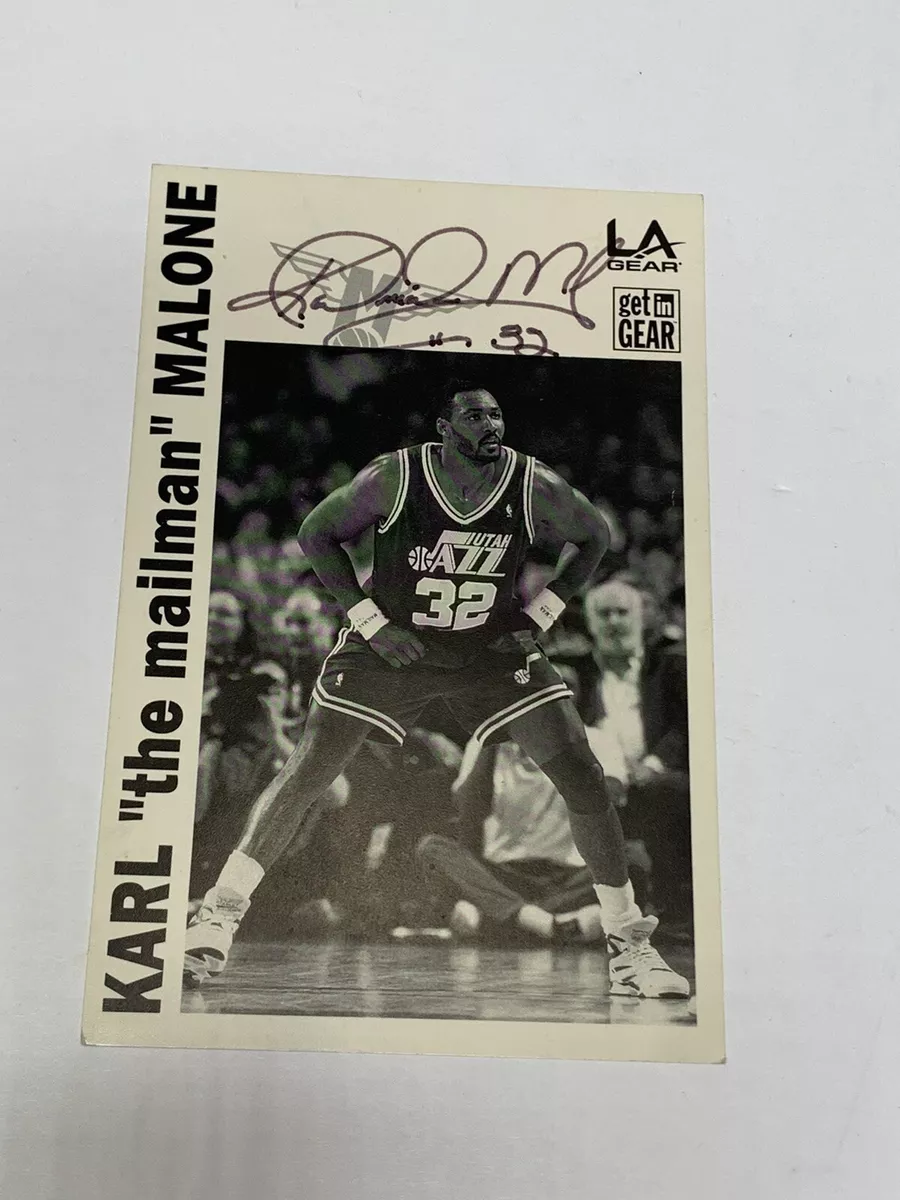 KARL "the mailman" MALONE
LA
GEAR
get in
GEAR
32
UTAH
JAZZ
32